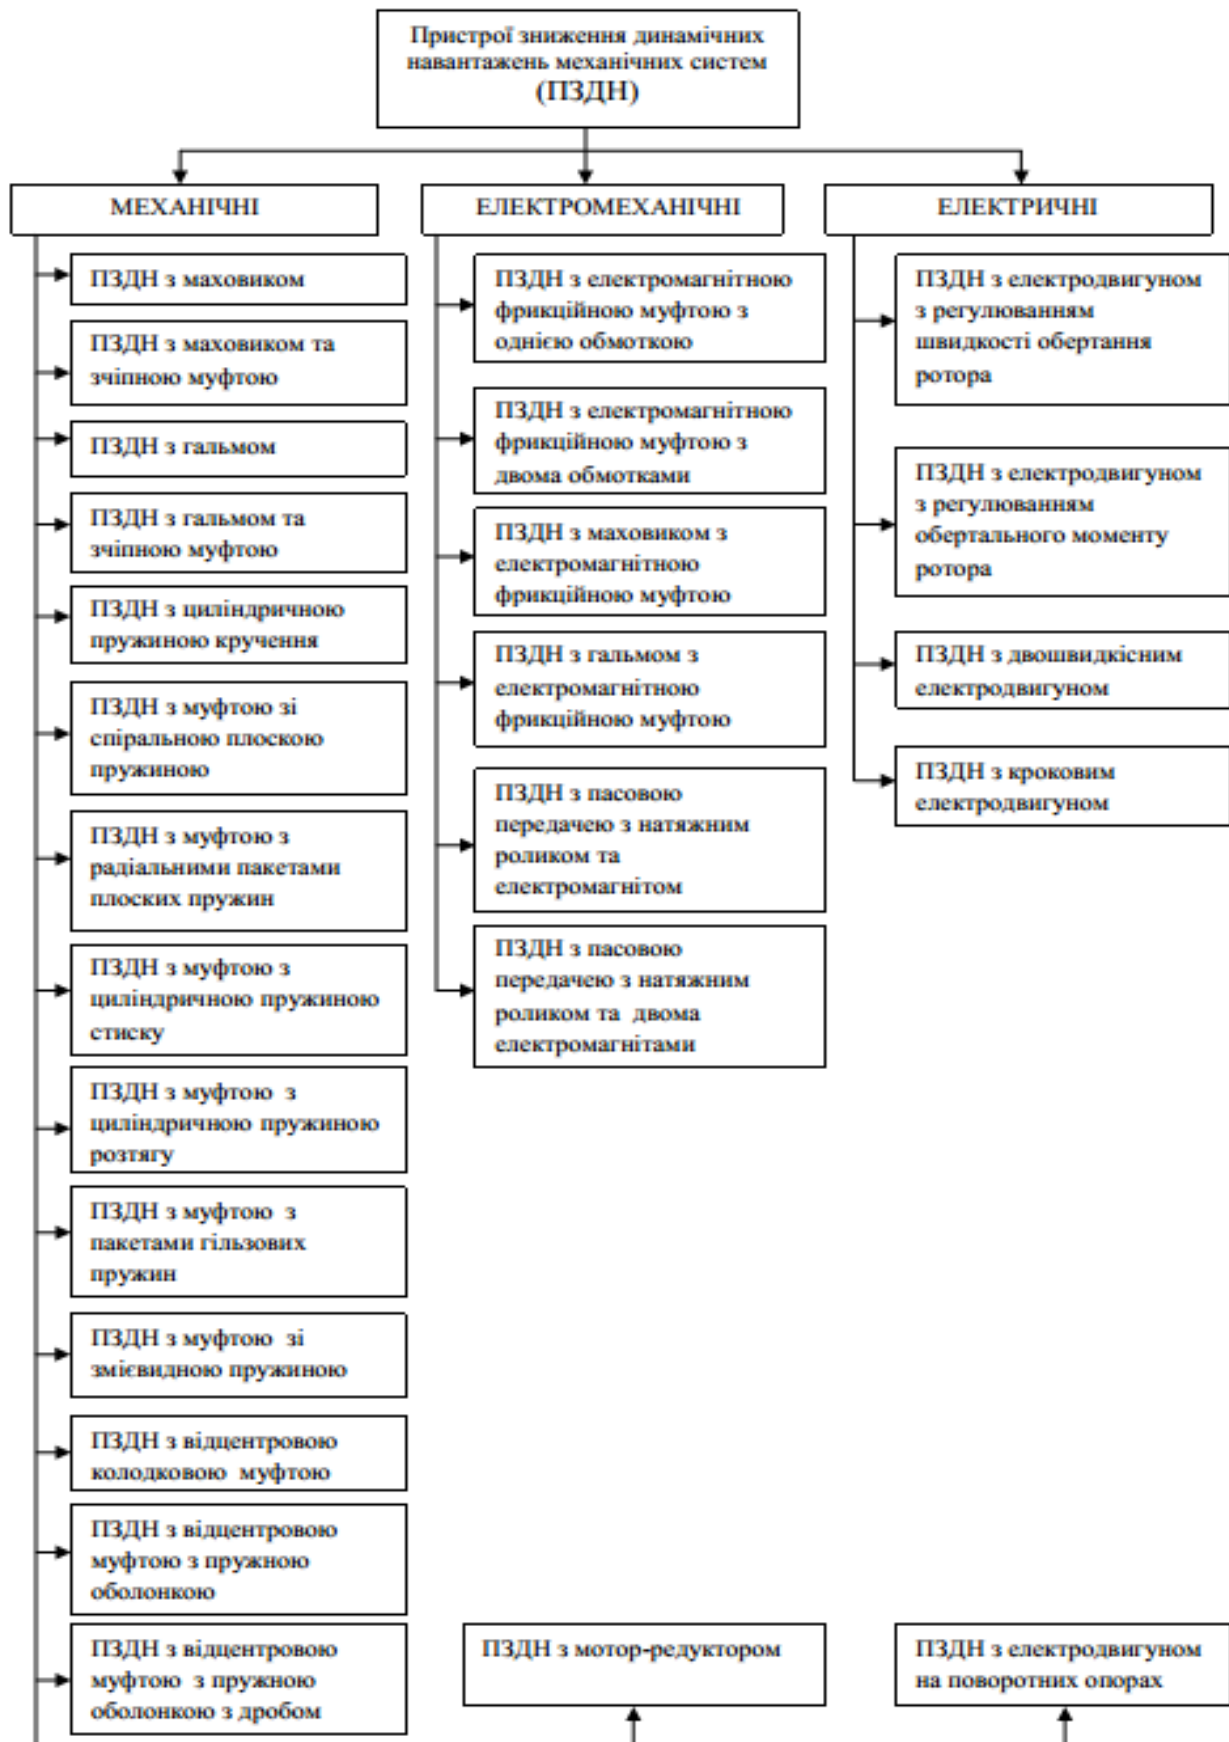 Пристрої зниження динамічних
навантажень механічних систем
(ПЗДН)
МЕХАНІЧНІ
ПЗДН з маховиком
ПЗДН з маховиком та
зчіпною муфтою
ПЗДН з гальмом
ПЗДН з гальмом та
зчіпною муфтою
ПЗДН з циліндричною
пружиною кручення
ПЗДН з муфтою зі
спіральною плоскою
пружиною
ПЗДН з муфтою з
радіальними пакетами
плоских пружин
ПЗДН з муфтою з
циліндричною пружиною
стиску
ПЗДН з муфтою з
циліндричною пружиною
розтягу
ПЗДН з муфтою з
пакетами гільзових
пружин
ПЗДН з муфтою зі
змієвидною пружиною
ПЗДН з відцентровою
колодковою муфтою
ПЗДН з відцентровою
муфтою з пружною
оболонкою
ПЗДН з відцентровою
муфтою з пружною
оболонкою з дробом
ЕЛЕКТРОМЕХАНІЧНІ
ПЗДН з електромагнітною
фрикційною муфтою з
однією обмоткою
ПЗДН з електромагнітною
фрикційною муфтою з
двома обмотками
ПЗДН з маховиком з
електромагнітною
фрикційною муфтою
ПЗДН з гальмом з
електромагнітною
фрикційною муфтою
ПЗДН з пасовою
передачею з натяжним
роликом та
електромагнітом
ПЗДН з пасовою
передачею з натяжним
роликом та двома
електромагнітами
ПЗДН з мотор-редуктором
ЕЛЕКТРИЧНІ
ПЗДН з електродвигуном
з регулюванням
швидкості обертання
ротора
ПЗДН з електродвигуном
з регулюванням
обертального моменту
ротора
ПЗДН з двошвидкісним
електродвигуном
ПЗДН з кроковим
електродвигуном
ПЗДН з електродвигуном
на поворотних опорах